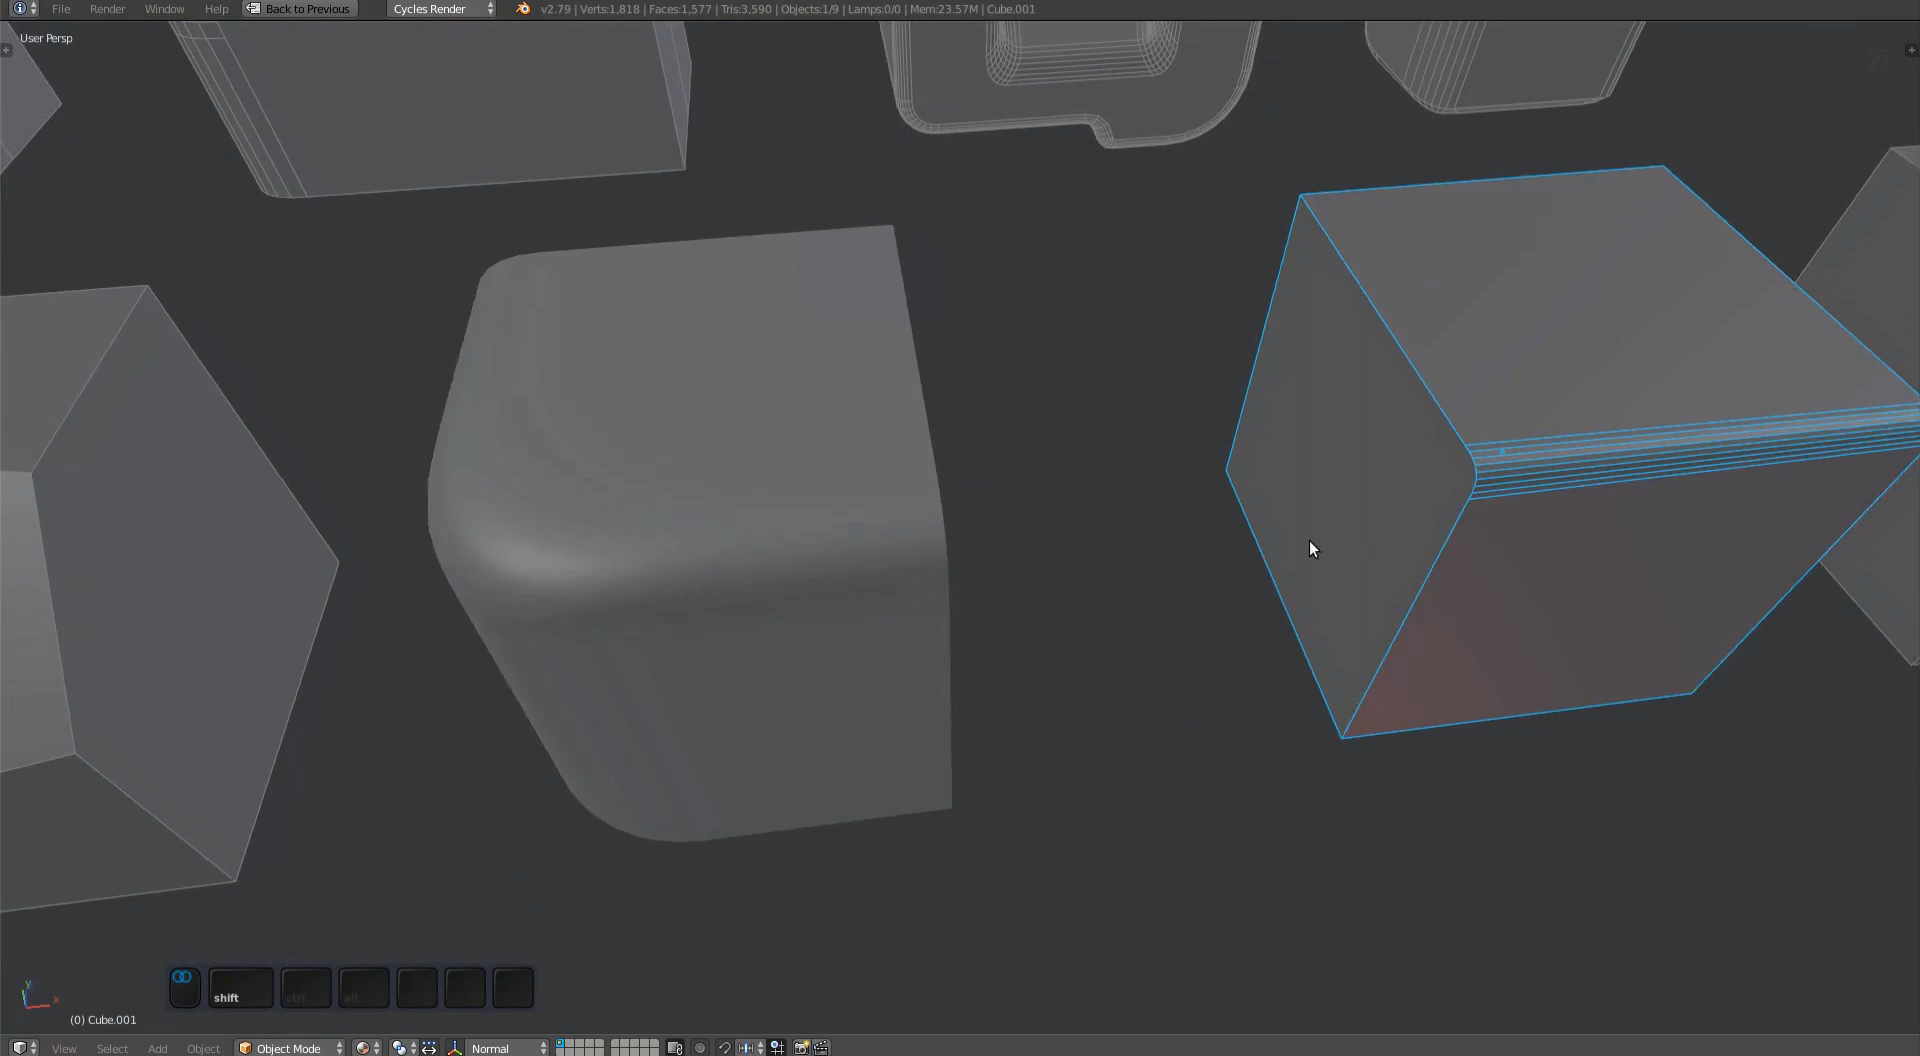 File Render Window Help Back to Previous Cycles Render v2.79 | Verts:1,818 | Faces:1,577 | Tris:3,590 | Objects:1/9 | Lamps:0/0 | Mem:23.57M | Cube.001
User Persp
shift ctrl alt
y
x
(0) Cube.001
View Select Add Object Object Mode Normal